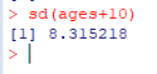 > sd(ages+10)
[1] 8.315218
>